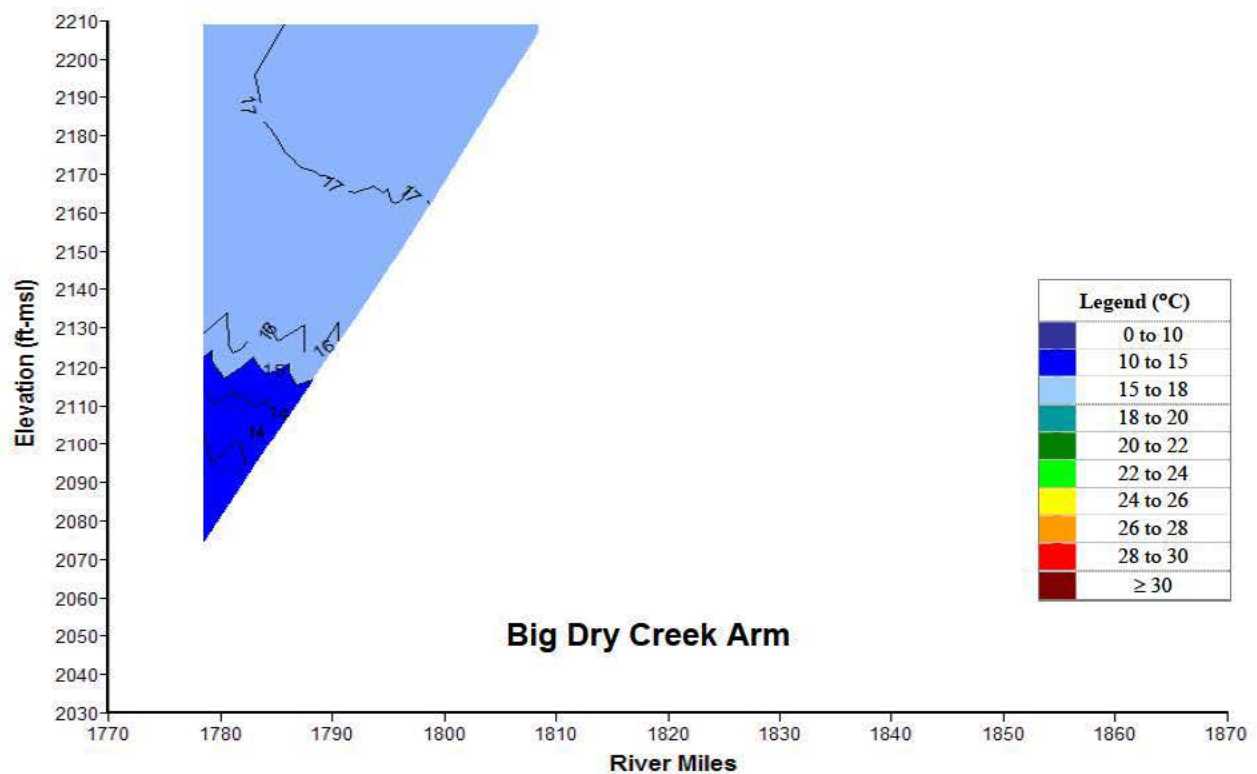 2210
2200
2190
2180
2170
2160
2150
2140
2130
2120
2110
2100
2090
2080
2070
2060
2050
2040
2030
Elevation (ft-msl)
17
17
17
16
15
14
14
Legend (°C)
0 to 10
10 to 15
15 to 18
18 to 20
20 to 22
22 to 24
24 to 26
26 to 28
28 to 30
≥ 30
Big Dry Creek Arm
1770 1780 1790 1800 1810 1820 1830 1840 1850 1860 1870
River Miles